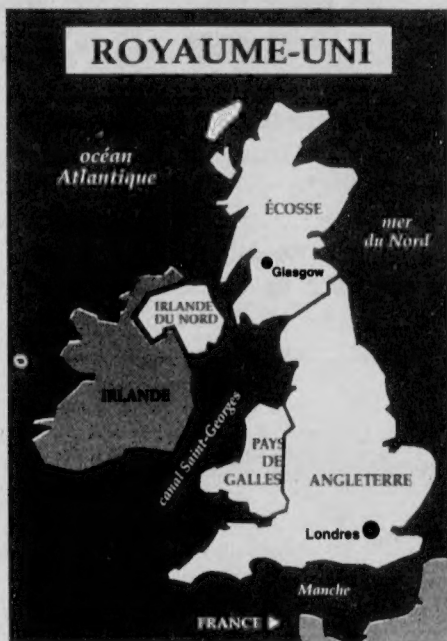 ROYAUME-UNI
océan
Atlantique
ÉCOSSE
mer
du Nord
Glasgow
IRLANDE
DU NORD
IRLANDE
canal Saint-Georges
PAYS
DE
GALLES
ANGLETERRE
Londres
Manche
FRANCE